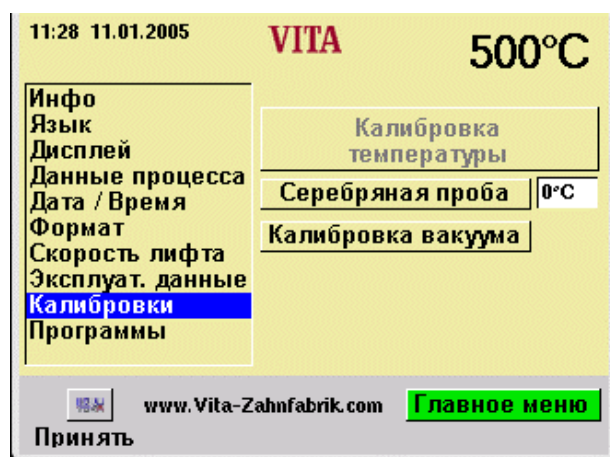 11:28 11.01.2005
VITA
500°C
Инфо
Язык
Дисплей
Данные процесса
Дата / Время
Формат
Скорость лифта
Эксплуат. данные
Калибровки
Программы
Калибровка
температуры
Серебряная проба 0°C
Калибровка вакуума
www.Vita-Zahnfabrik.com
Главное меню
Принять